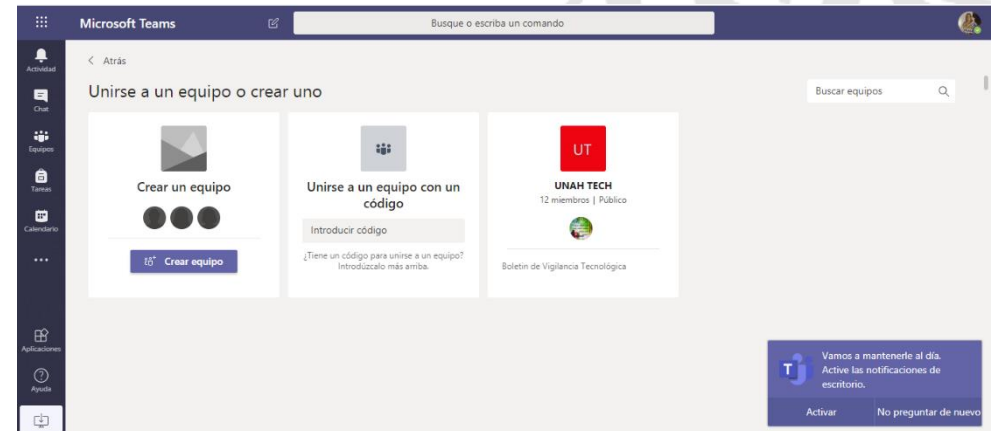 Microsoft Teams
Busque o escriba un comando
Actividad
Chat
Equipos
Tareas
Calendario
Aplicaciones
Ayuda
Atrás
Unirse a un equipo o crear uno
Buscar equipos
Crear un equipo
Crear equipo
Unirse a un equipo con un
código
Introducir código
¿Tiene un código para unirse a un equipo?
Introdúzcalo más arriba.
UT
UNAH TECH
12 miembros | Público
Boletin de Vigilancia Tecnológica
T
Vamos a mantenerle al día.
Active las notificaciones de
escritorio.
Activar
No preguntar de nuevo